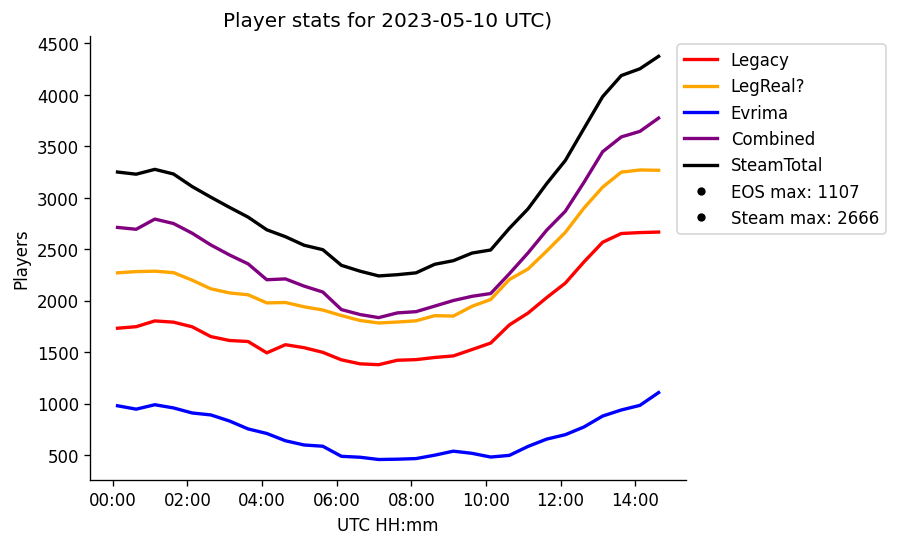 Player stats for 2023-05-10 UTC)
4500
4000
3500
3000
2500
2000
1500
1000
500
Players
00:00 02:00 04:00 06:00 08:00 10:00 12:00 14:00
UTC HH:mm
Legacy
LegReal?
Evrima
Combined
SteamTotal
EOS max: 1107
Steam max: 2666